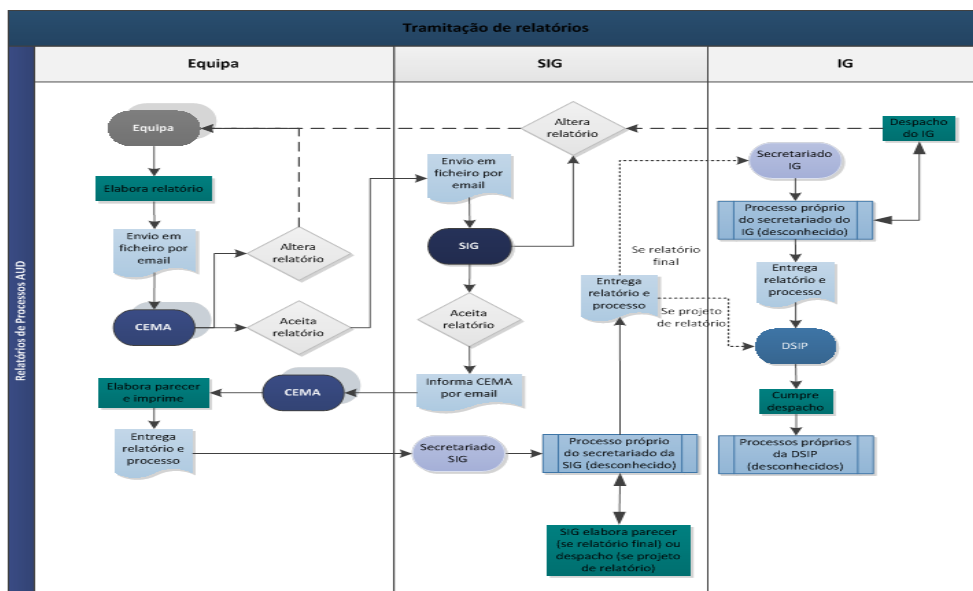 Tramitação de relatórios
Relatórios de Processos AUD
Equipa
SIG
IG
Equipa
Elabora relatório
Envio em
ficheiro por
email
CEMA
Altera
relatório
Aceita
relatório
CEMA
Elabora parecer
e imprime
Entrega
relatório e
processo
Altera
relatório
Envio em
ficheiro por
email
SIG
Aceita
relatório
Informa CEMA
por email
Secretariado
SIG
Processo próprio
do secretariado da
SIG (desconhecido)
SIG elabora parecer
(se relatório final) ou
despacho (se projeto
de relatório)
Entrega
relatório e
processo
Se relatório
final
Se projeto
de relatório
Despacho
do IG
Secretariado
IG
Processo próprio
do secretariado do
IG (desconhecido)
Entrega
relatório e
processo
DSIP
Cumpre
despacho
Processos próprios
da DSIP
(desconhecidos)